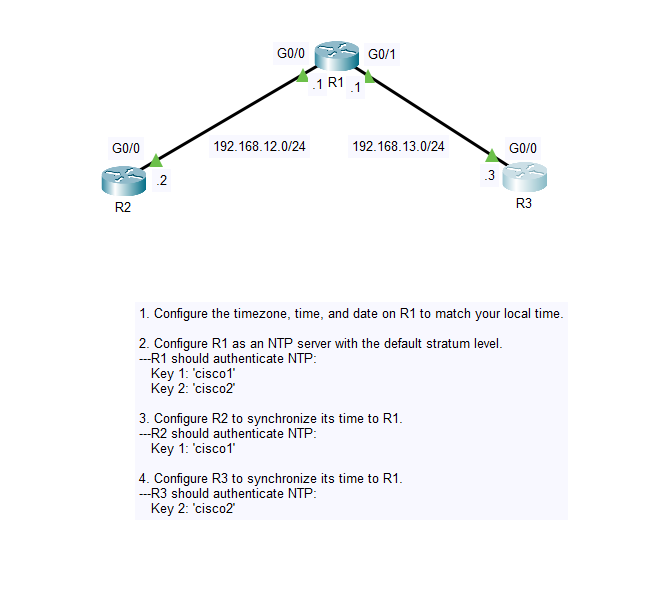 G0/0
R1
G0/1
.1
.1
192.168.12.0/24
192.168.13.0/24
G0/0
.2
R2
G0/0
.3
R3
1. Configure the timezone, time, and date on R1 to match your local time.
2. Configure R1 as an NTP server with the default stratum level.
---R1 should authenticate NTP:
Key 1: 'cisco1'
Key 2: 'cisco2'
3. Configure R2 to synchronize its time to R1.
---R2 should authenticate NTP:
Key 1: 'cisco1'
4. Configure R3 to synchronize its time to R1.
---R3 should authenticate NTP:
Key 2: 'cisco2'